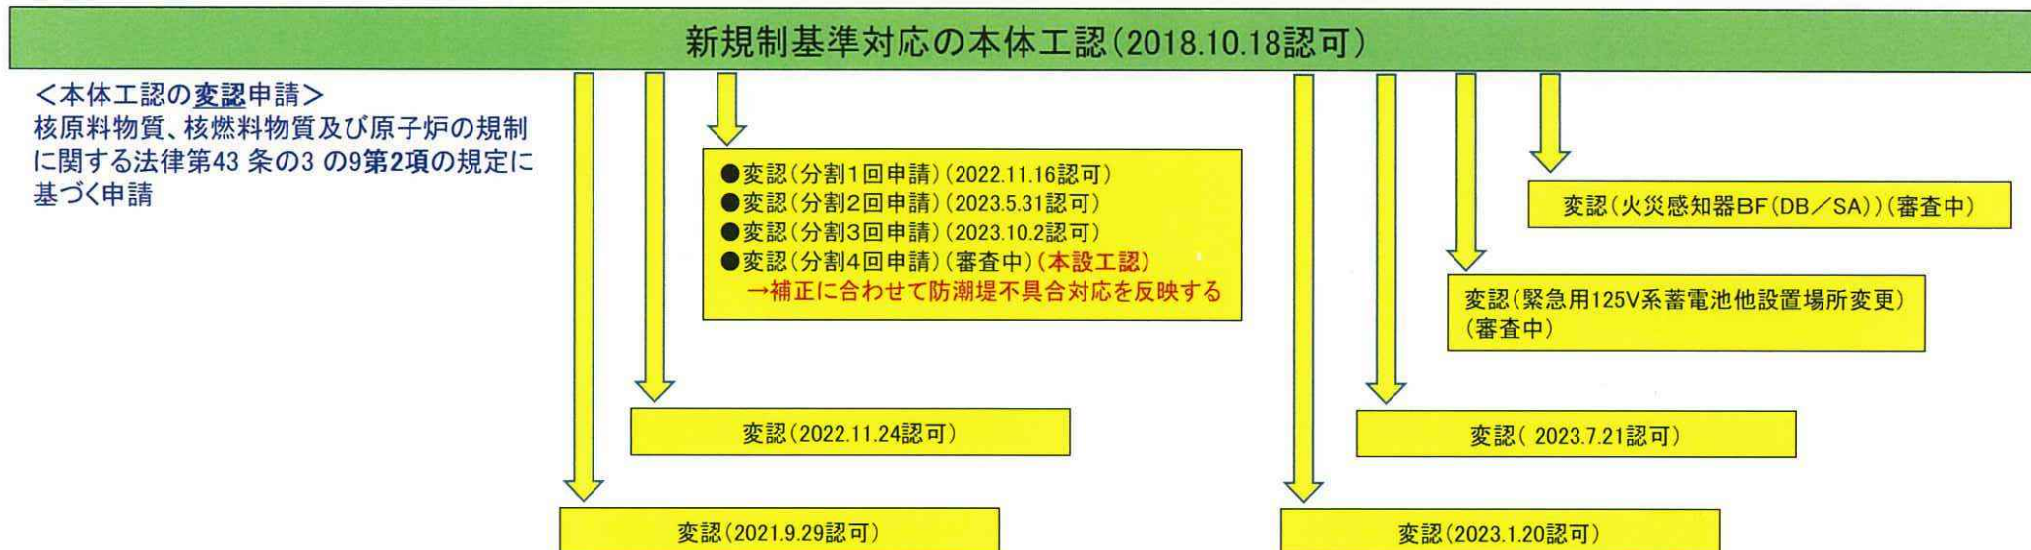 新規制基準対応の本体工認(2018.10.18認可)
＜本体工認の変認申請＞
核原料物質、核燃料物質及び原子炉の規制
に関する法律第43 条の3 の9第2項の規定に
基づく申請
●変認(分割1回申請)(2022.11.16認可)
●変認(分割2回申請)(2023.5.31認可)
●変認(分割3回申請)(2023.10.2認可)
●変認(分割4回申請)(審査中)(本設工認)
→補正に合わせて防潮堤不具合対応を反映する
変認(火災感知器BF(DB／SA))(審査中)
変認(緊急用125V系蓄電池他設置場所変更)
(審査中)
変認(2022.11.24認可)
変認( 2023.7.21認可)
変認(2021.9.29認可)
変認(2023.1.20認可)